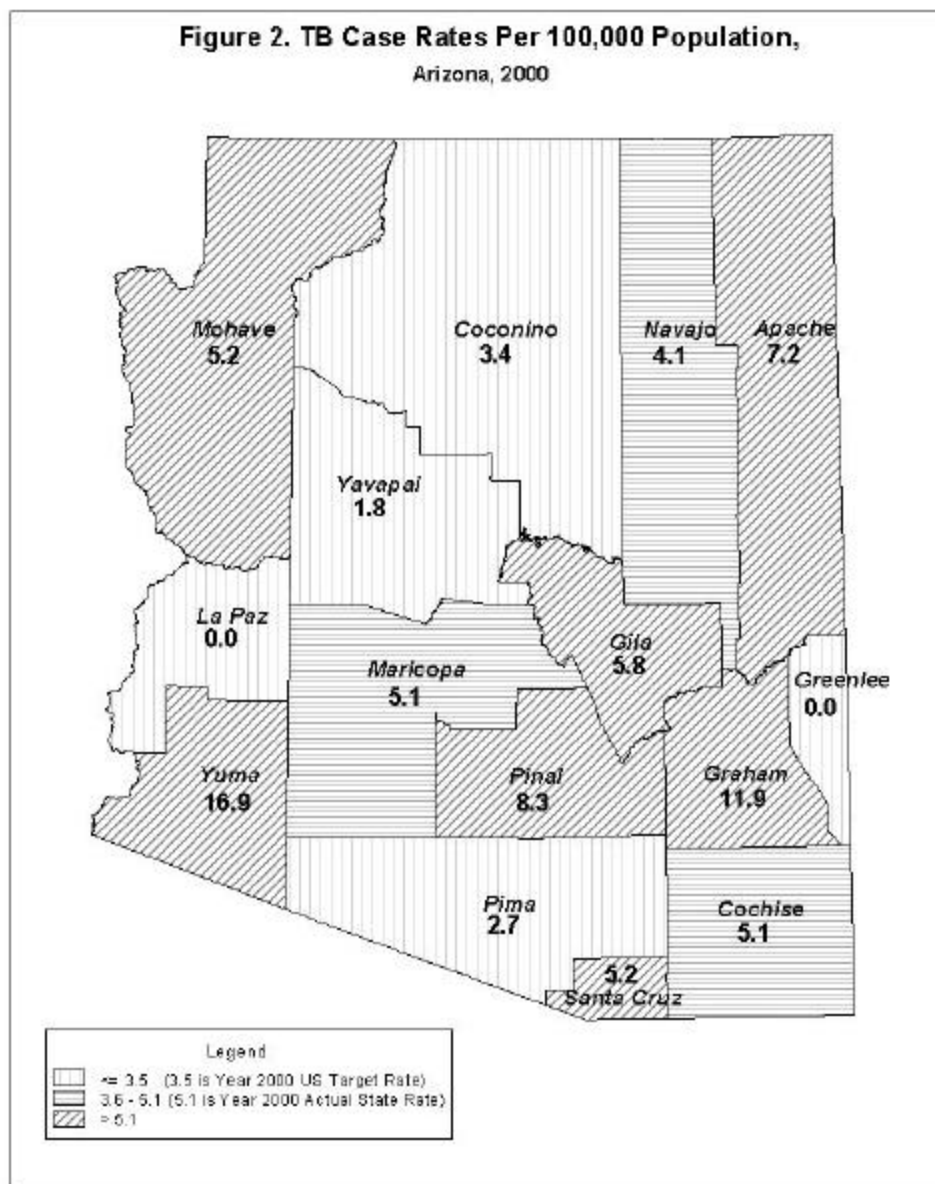 Figure 2. TB Case Rates Per 100,000 Population,
Arizona, 2000
Mohave
5.2
Coconino
3.4
Navajo
4.1
Apache
7.2
Yavapai
1.8
La Paz
0.0
Gila
5.8
Maricopa
5.1
Greenlee
0.0
Yuma
16.9
Pinal
8.3
Graham
11.9
Pima
2.7
Cochise
5.1
5.2
Santa Cruz
Legend
<= 3.5 (3.5 is Year 2000 US Target Rate)
3.6 - 5.1 (5.1 is Year 2000 Actual State Rate)
> 5.1